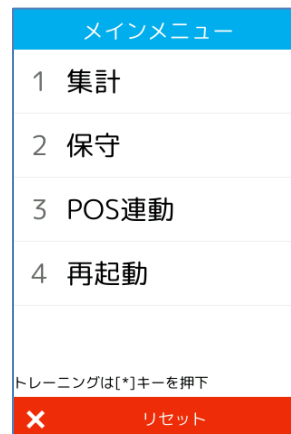 メインメニュー
1 集計
2 保守
3 POS連動
4 再起動
トレーニングは[*]キーを押下
× リセット